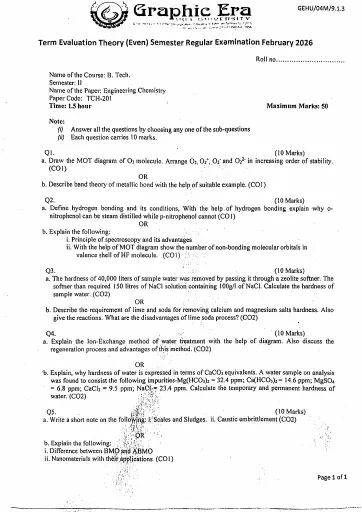 GEHU/04M/9.1.3
Graphic Era
UNIVERSITY
Term Evaluation Theory (Even) Semester Regular Examination February 2026
Roll no..............................
Name of the Course: B. Tech.
Semester: II
Name of the Paper: Engineering Chemistry
Paper Code: TCH-201
Time: 1.5 hour Maximum Marks: 50
Note:
(i) Answer all the questions by choosing any one of the sub-questions
(ii) Each question carries 10 marks.
Q1. (10 Marks)
a. Draw the MOT diagram of O₂ molecule. Arrange O₂, O₂⁺, O₂⁻ and O₂²⁻ in increasing order of stability.
(CO1)
OR
b. Describe band theory of metallic bond with the help of suitable example. (CO1)
Q2. (10 Marks)
a. Define hydrogen bonding and its conditions, With the help of hydrogen bonding explain why o-
nitrophenol can be steam distilled while p-nitrophenol cannot (CO1)
OR
b. Explain the following:
i. Principle of spectroscopy and its advantages
ii. With the help of MOT diagram show the number of non-bonding molecular orbitals in
valence shell of HF molecule. (CO1)
Q3. (10 Marks)
a. The hardness of 40,000 liters of sample water was removed by passing it through a zeolite softner. The
softner than required 150 litres of NaCl solution containing 100g/l of NaCl. Calculate the hardness of
sample water. (CO2)
OR
b. Describe the requirement of lime and soda for removing calcium and magnesium salts hardness. Also
give the reactions. What are the disadvantages of lime soda process? (CO2)
Q4. (10 Marks)
a. Explain the Ion-Exchange method of water treatment with the help of diagram. Also discuss the
regeneration process and advantages of this method. (CO2)
OR
b. Explain, why hardness of water is expressed in terms of CaCO₃ equivalents. A water sample on analysis
was found to consist the following impurities-Mg(HCO₃)₂ = 32.4 ppm; Ca(HCO₃)₂ = 14.6 ppm; MgSO₄
= 6.8 ppm; CaCl₂ = 9.5 ppm; NaCl = 23.4 ppm. Calculate the temporary and permanent hardness of
water. (CO2)
Q5. (10 Marks)
a. Write a short note on the following: i. Scales and Sludges. ii. Caustic embrittlement (CO2)
OR
b. Explain the following:
i. Difference between BMO and ABMO
ii. Nanomaterials with their applications (CO1)
Page 1 of 1